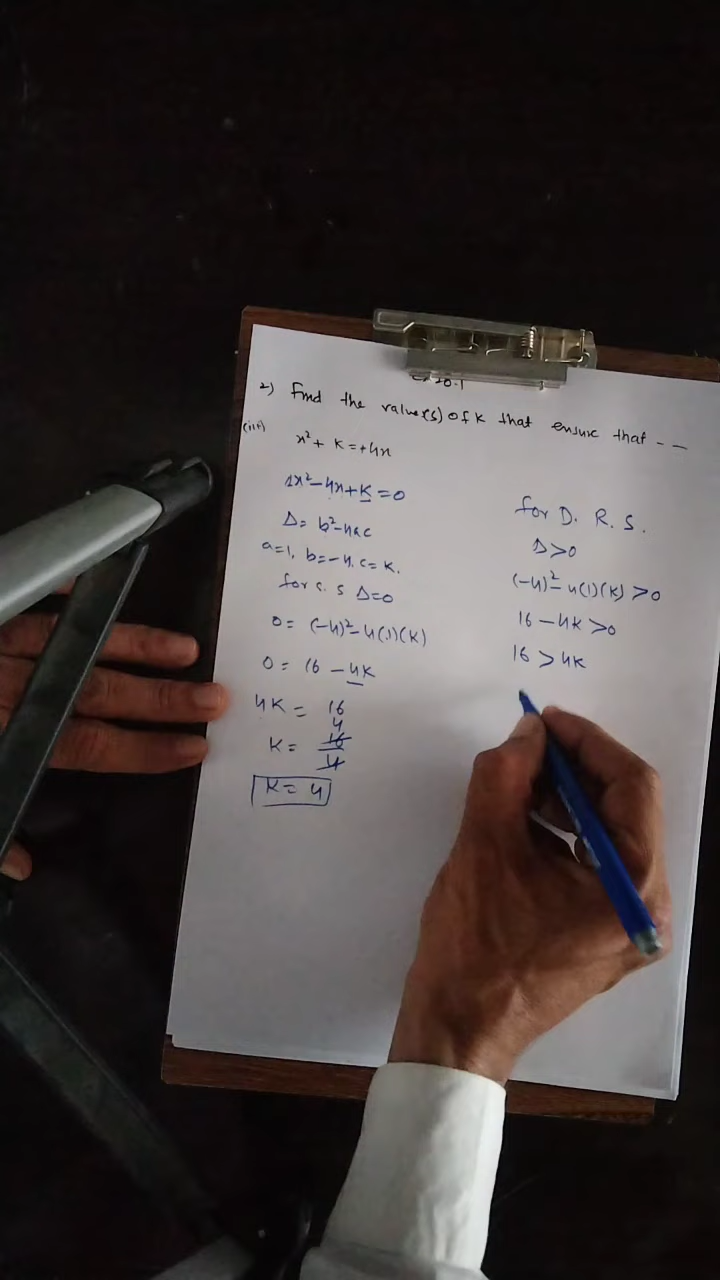 Ex 20.1
2) Find the value(s) of K that ensure that - -
(iii)
x² + K = +4x
1x² - 4x + K = 0
Δ = b² - 4ac
a = 1, b = -4, c = K.
for c. s Δ = 0
0 = (-4)² - 4(1)(K)
0 = 16 - 4K
4K = 16
4
K = 16
4
K = 4
for D. R. S.
Δ > 0
(-4)² - 4(1)(K) > 0
16 - 4K > 0
16 > 4K